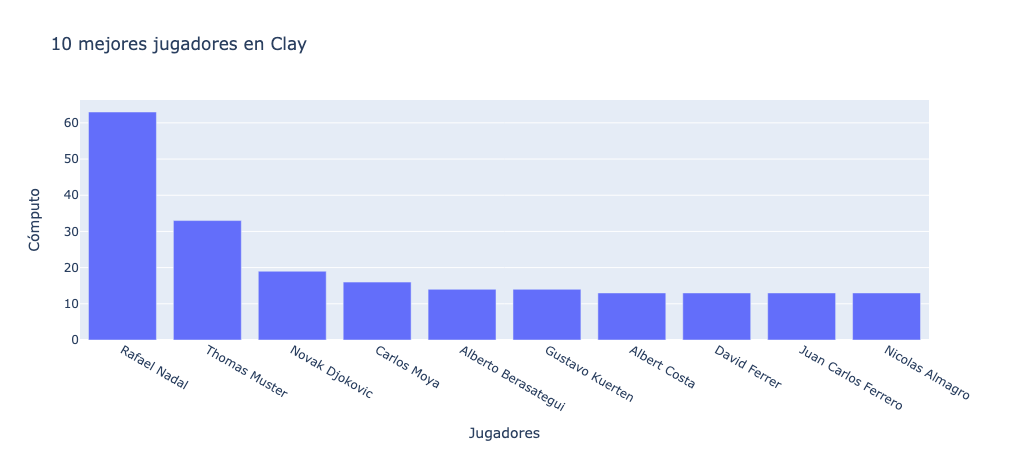 10 mejores jugadores en Clay
Cómputo
60
50
40
30
20
10
0
Rafael Nadal
Thomas Muster
Novak Djokovic
Carlos Moya
Alberto Berasategui
Gustavo Kuerten
Albert Costa
David Ferrer
Juan Carlos Ferrero
Nicolas Almagro
Jugadores